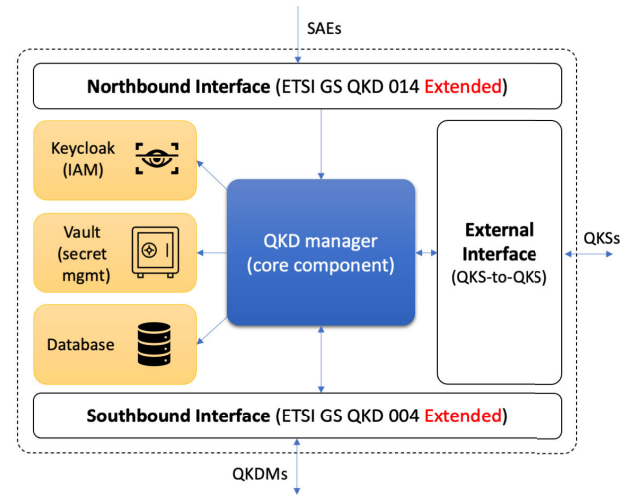 SAEs
Northbound Interface (ETSI GS QKD 014 Extended)
Keycloak
(IAM)
Vault
(secret
mgmt)
Database
QKD manager
(core component)
External
Interface
(QKS-to-QKS)
QKSs
Southbound Interface (ETSI GS QKD 004 Extended)
QKDMs